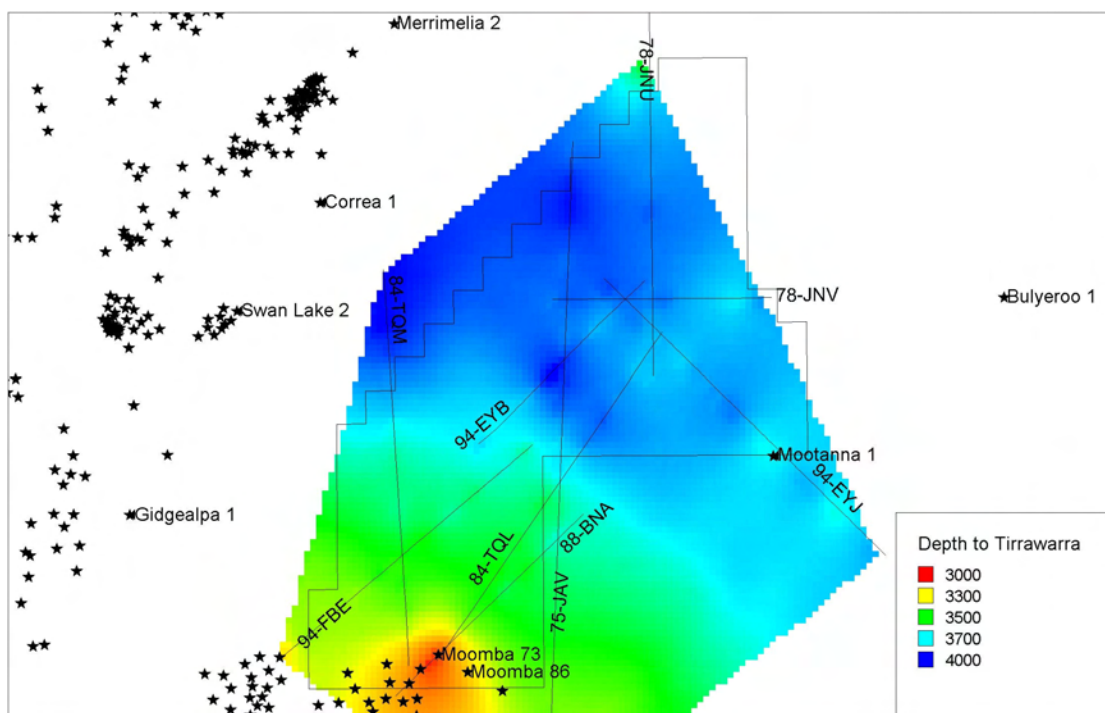 Merrimelia 2
78-JNU
Correa 1
84-TQM
Swan Lake 2
78-JNV
Bulyeroo 1
94-EYB
Mootanna 1
94-EYJ
Gidgealpa 1
88-BNA
84-TQL
75-JAV
94-FBE
Moomba 73
Moomba 86
Depth to Tirrawarra
3000
3300
3500
3700
4000